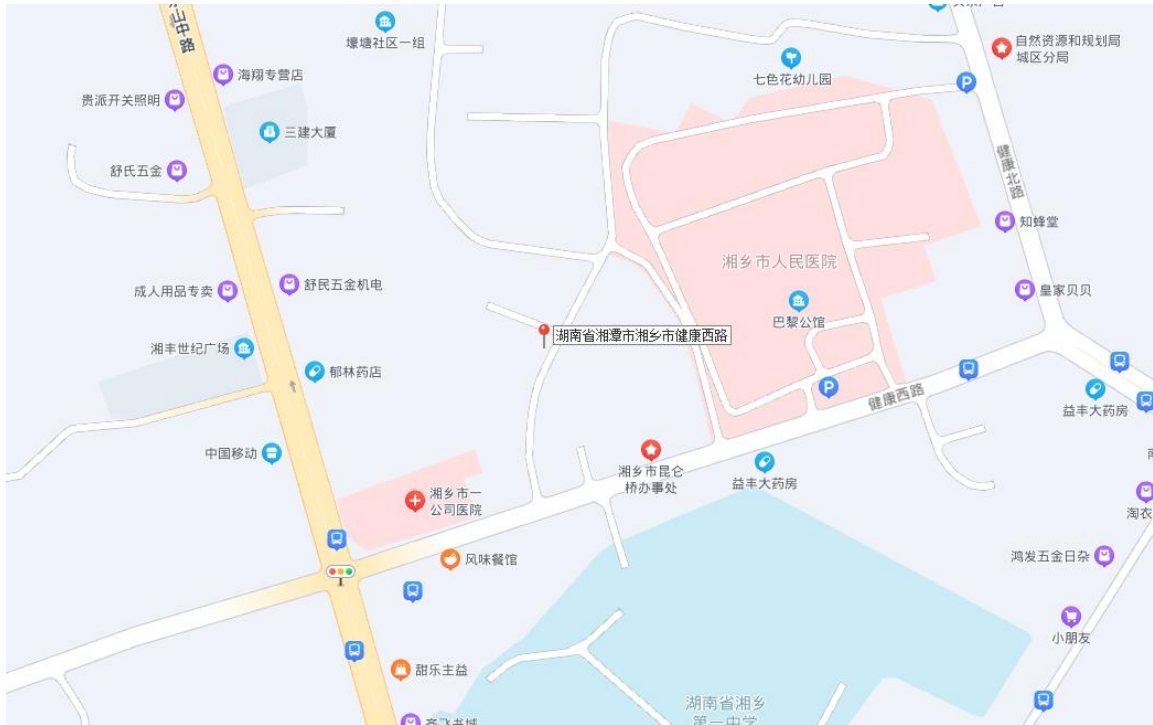 山中路
壕塘社区一组
自然资源和规划局
城区分局
七色花幼儿园
海翔专营店
贵派开关照明
三建大厦
舒氏五金
健康北路
知蜂堂
湘乡市人民医院
成人用品专卖
舒民五金机电
皇家贝贝
巴黎公馆
湖南省湘潭市湘乡市健康西路
湘丰世纪广场
郁林药店
健康西路
益丰大药房
中国移动
湘乡市昆仑
桥办事处
益丰大药房
湘乡市一
公司医院
淘衣
风味餐馆
鸿发五金日杂
小朋友
甜乐主益
湖南省湘乡
第一中学
齐飞书城
P
P